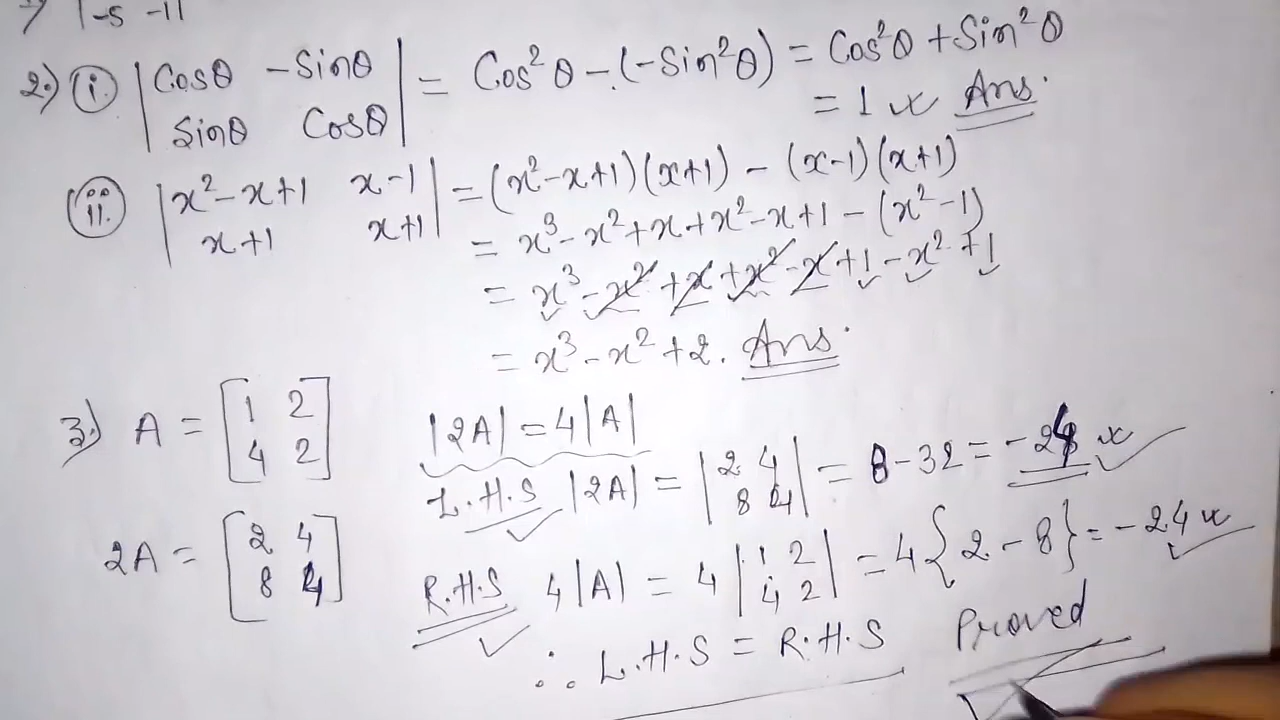 |-5 -1|
2.) (i.) |Cosθ -Sinθ| = Cos²θ - (-Sin²θ) = Cos²θ + Sin²θ
|Sinθ Cosθ| = 1 Ans.
(ii.) |x²-x+1 x-1| = (x²-x+1)(x+1) - (x-1)(x+1)
|x+1 x+1| = x³-x²+x+x²-x+1-(x²-1)
= x³-x²+x+x²-x+1-x²+1
= x³-x²+2. Ans.
3.) A = [1 2
4 2] |2A| = 4|A|
L.H.S |2A| = |2 4
8 4| = 8-32 = -24
2A = [2 4
8 4]
R.H.S 4|A| = 4|1 2
4 2| = 4{2-8} = -24
∴ L.H.S = R.H.S Proved